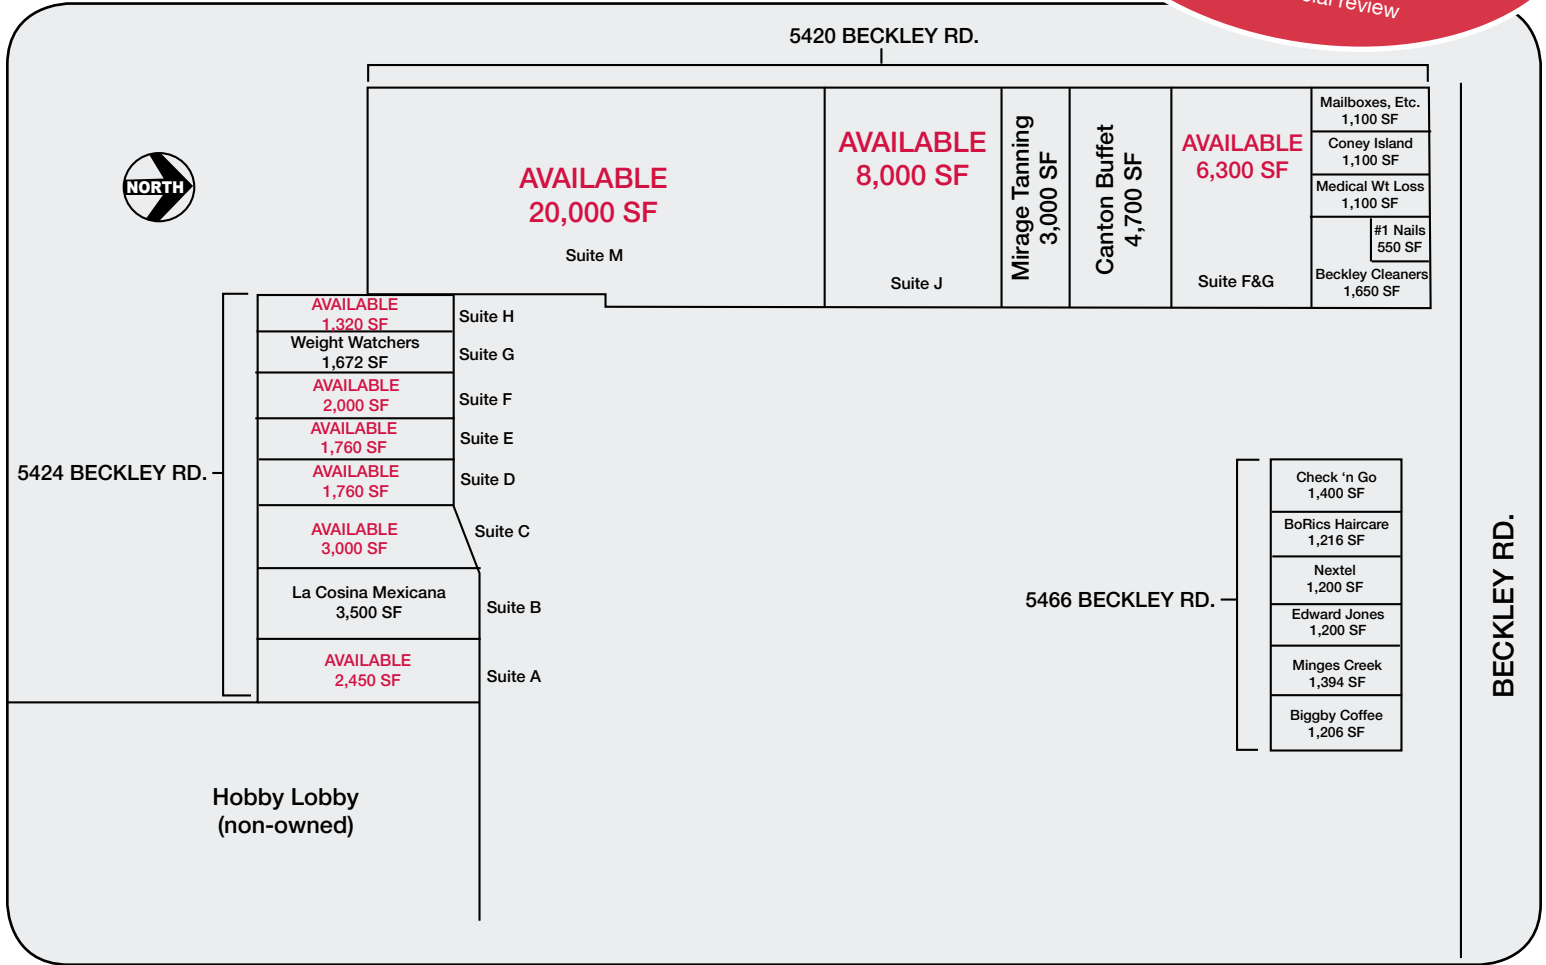 review
5420 BECKLEY RD.
NORTH
AVAILABLE
20,000 SF
Suite M
AVAILABLE
8,000 SF
Suite J
Mirage Tanning
3,000 SF
Canton Buffet
4,700 SF
AVAILABLE
6,300 SF
Suite F&G
Mailboxes, Etc.
1,100 SF
Coney Island
1,100 SF
Medical Wt Loss
1,100 SF
#1 Nails
550 SF
Beckley Cleaners
1,650 SF
5424 BECKLEY RD.
AVAILABLE
1,320 SF
Suite H
Weight Watchers
1,672 SF
Suite G
AVAILABLE
2,000 SF
Suite F
AVAILABLE
1,760 SF
Suite E
AVAILABLE
1,760 SF
Suite D
AVAILABLE
3,000 SF
Suite C
La Cosina Mexicana
3,500 SF
Suite B
AVAILABLE
2,450 SF
Suite A
Hobby Lobby
(non-owned)
5466 BECKLEY RD.
Check ‘n Go
1,400 SF
BoRics Haircare
1,216 SF
Nextel
1,200 SF
Edward Jones
1,200 SF
Minges Creek
1,394 SF
Biggby Coffee
1,206 SF
BECKLEY RD.